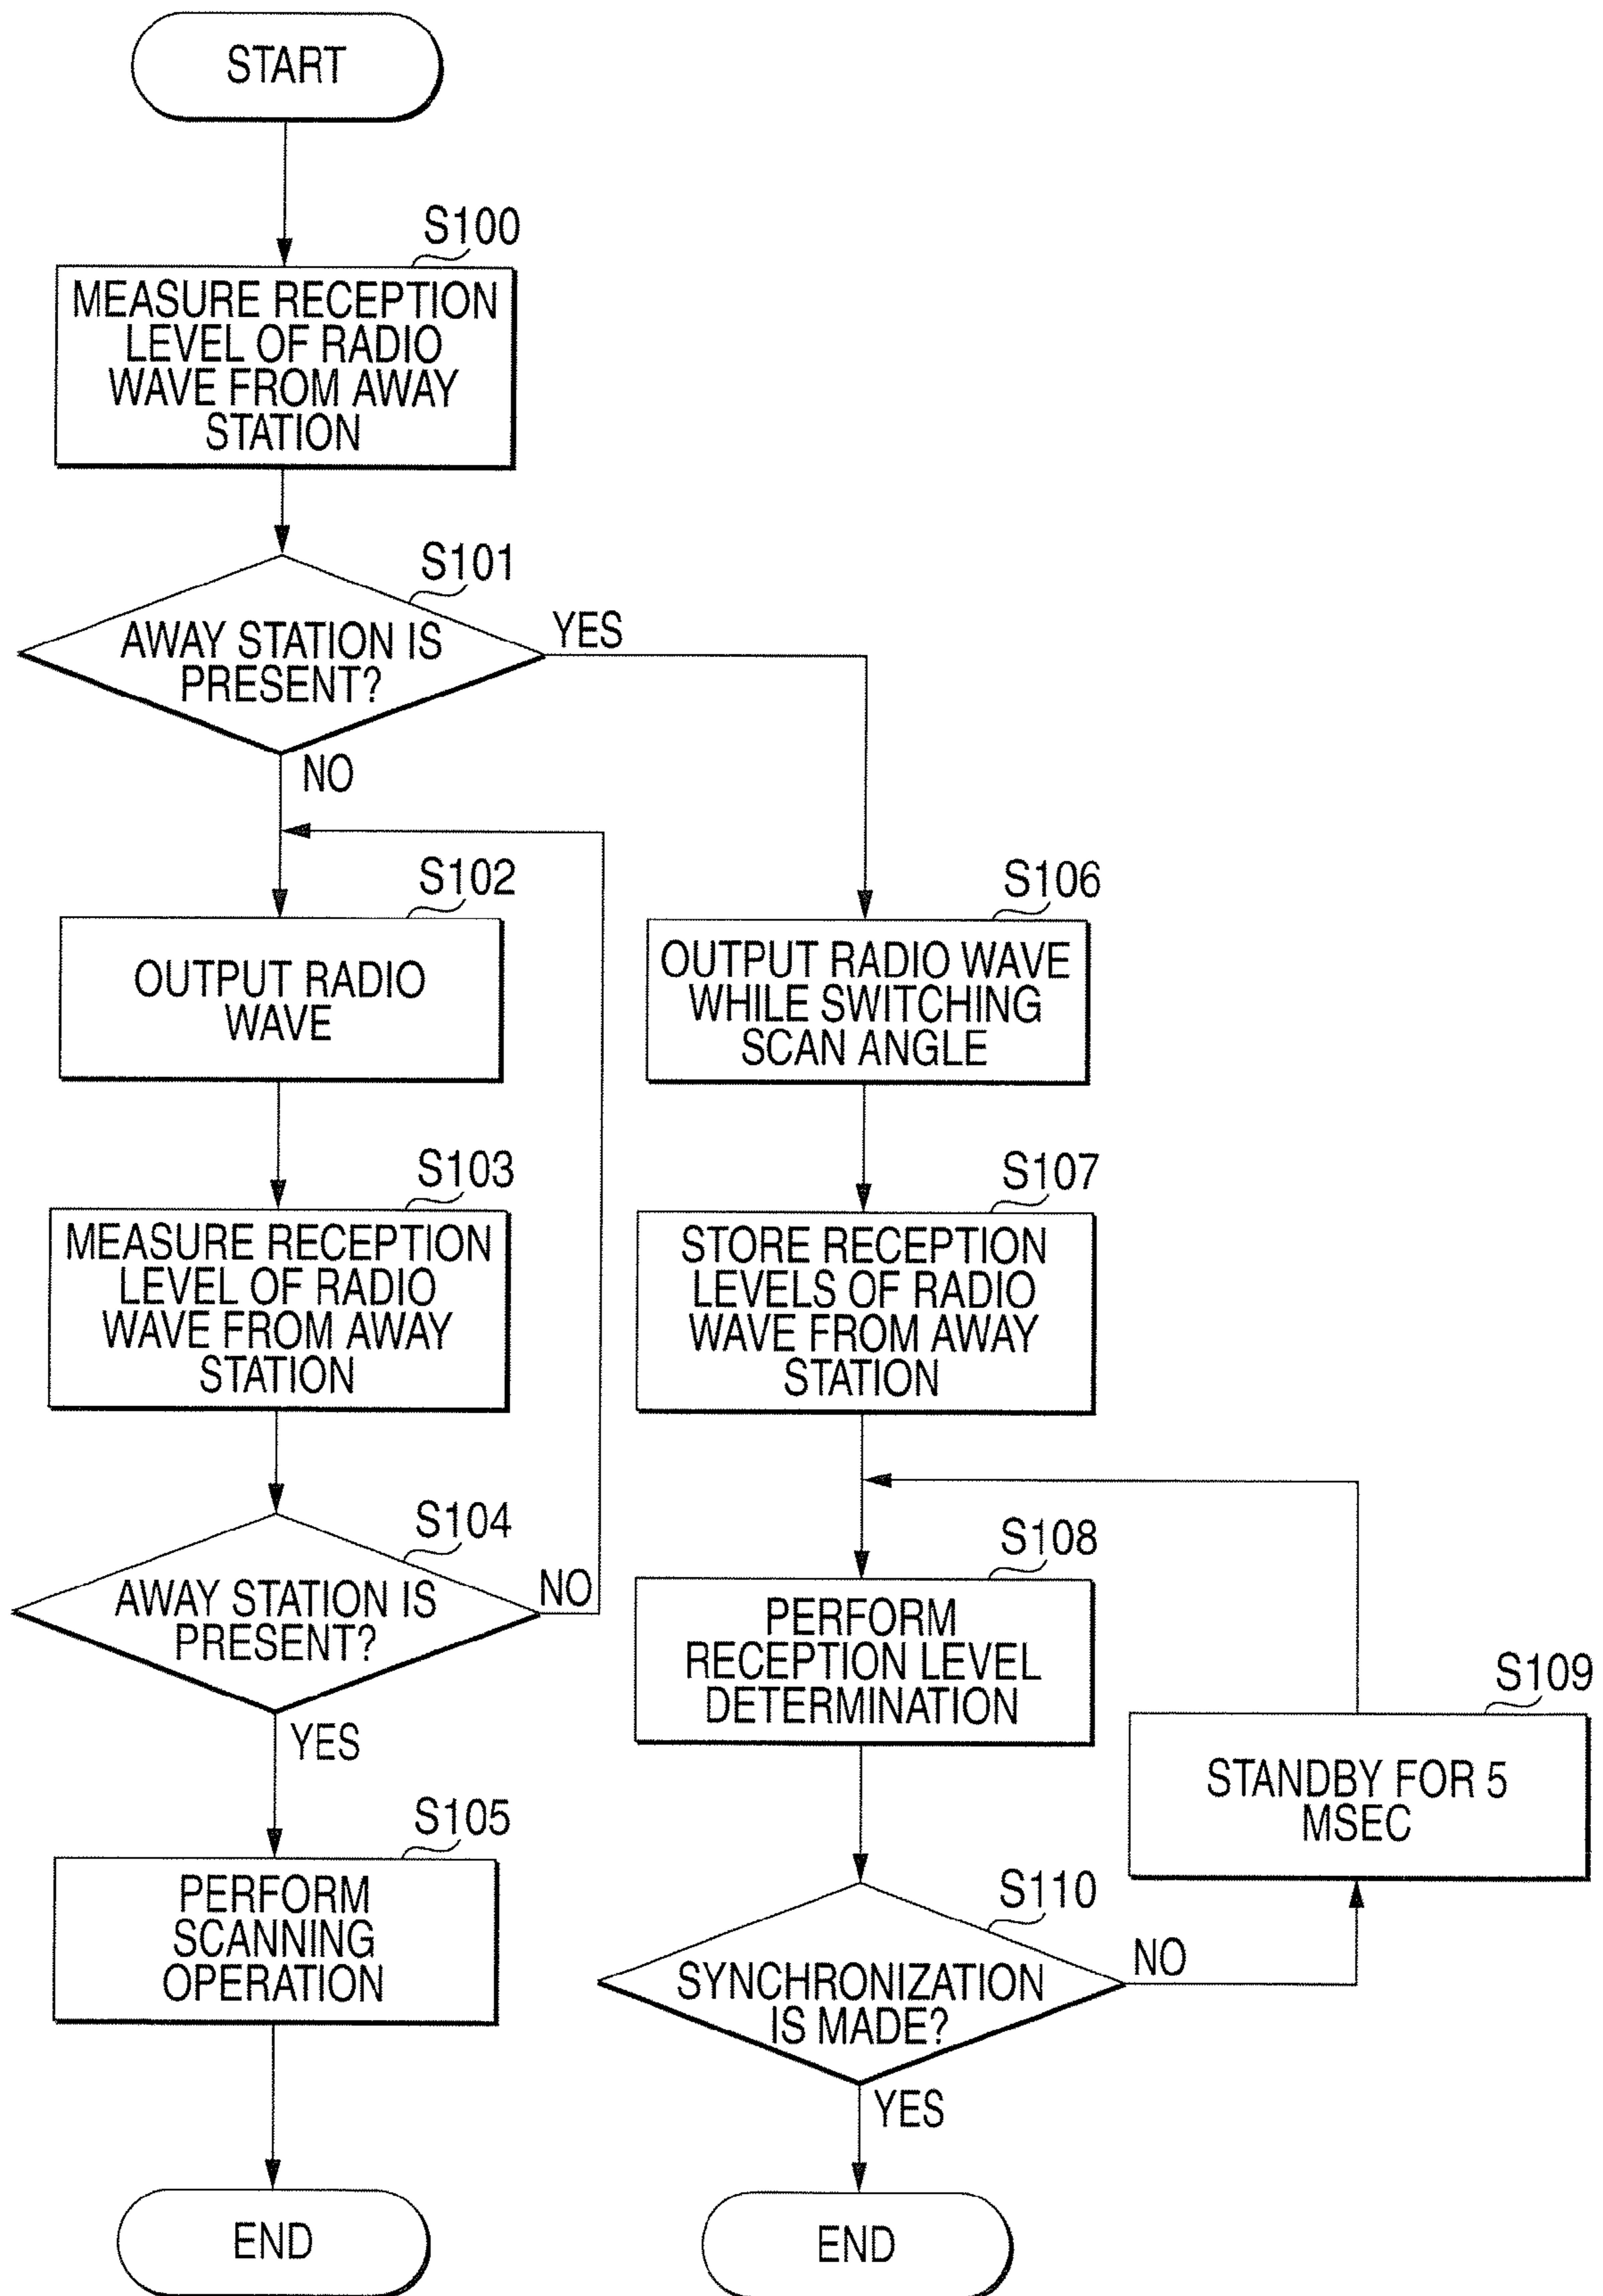 START
S100
MEASURE RECEPTION
LEVEL OF RADIO
WAVE FROM AWAY
STATION
S101
AWAY STATION IS
PRESENT?
YES
NO
S102
OUTPUT RADIO
WAVE
S103
MEASURE RECEPTION
LEVEL OF RADIO
WAVE FROM AWAY
STATION
S104
AWAY STATION IS
PRESENT?
NO
YES
S105
PERFORM
SCANNING
OPERATION
END
S106
OUTPUT RADIO WAVE
WHILE SWITCHING
SCAN ANGLE
S107
STORE RECEPTION
LEVELS OF RADIO
WAVE FROM AWAY
STATION
S108
PERFORM
RECEPTION LEVEL
DETERMINATION
S109
STANDBY FOR 5
MSEC
S110
SYNCHRONIZATION
IS MADE?
NO
YES
END